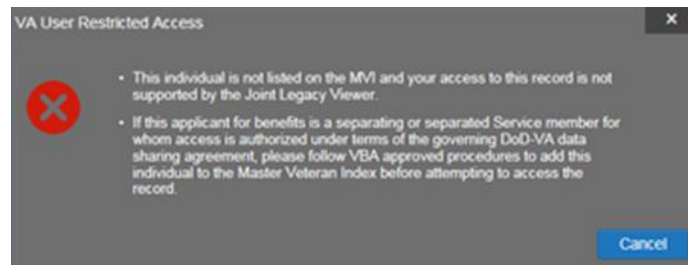 VA User Restricted Access
x
• This individual is not listed on the MVI and your access to this record is not
supported by the Joint Legacy Viewer.
• If this applicant for benefits is a separating or separated Service member for
whom access is authorized under terms of the governing DoD-VA data
sharing agreement, please follow VBA approved procedures to add this
individual to the Master Veteran Index before attempting to access the
record.
Cancel